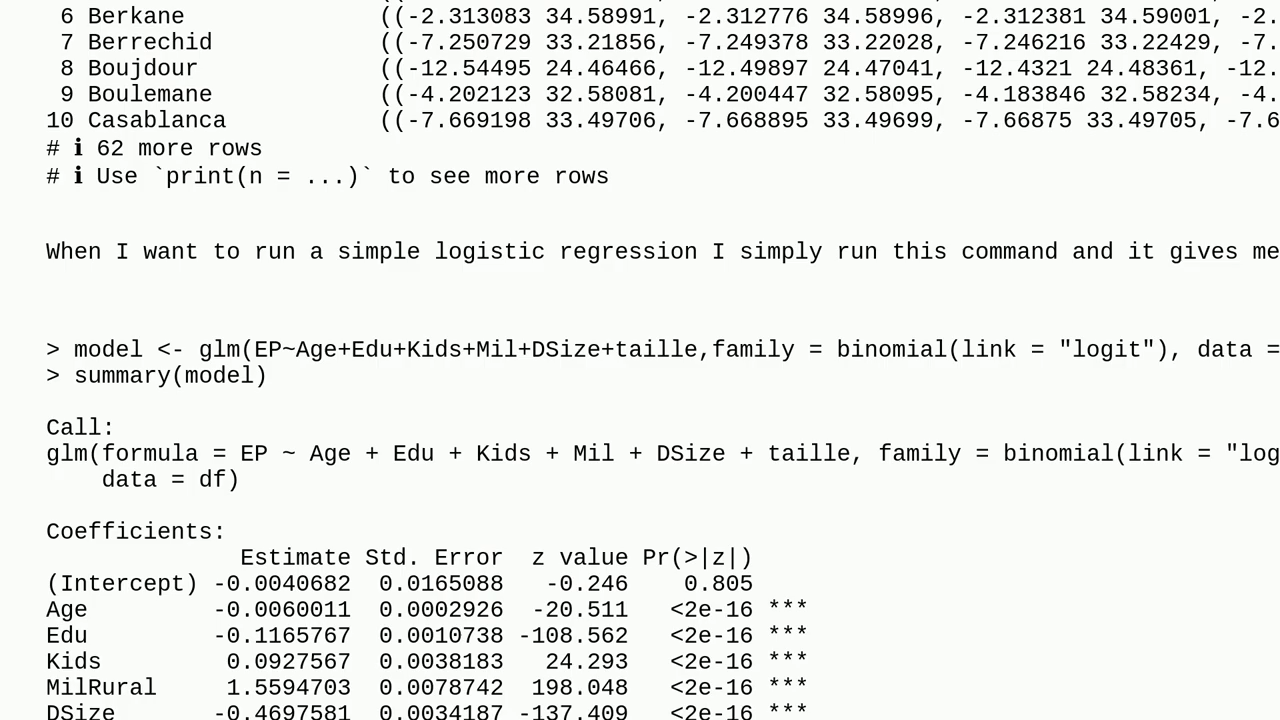 6 Berkane ((-2.313083 34.58991, -2.312776 34.58996, -2.312381 34.59001, -2.
7 Berrechid ((-7.250729 33.21856, -7.249378 33.22028, -7.246216 33.22429, -7.
8 Boujdour ((-12.54495 24.46466, -12.49897 24.47041, -12.4321 24.48361, -12.
9 Boulemane ((-4.202123 32.58081, -4.200447 32.58095, -4.183846 32.58234, -4.
10 Casablanca ((-7.669198 33.49706, -7.668895 33.49699, -7.66875 33.49705, -7.6
# ℹ 62 more rows
# ℹ Use `print(n = ...)` to see more rows
When I want to run a simple logistic regression I simply run this command and it gives me
> model <- glm(EP~Age+Edu+Kids+Mil+DSize+taille,family = binomial(link = "logit"), data =
> summary(model)
Call:
glm(formula = EP ~ Age + Edu + Kids + Mil + DSize + taille, family = binomial(link = "log
data = df)
Coefficients:
Estimate Std. Error z value Pr(>|z|)
(Intercept) -0.0040682 0.0165088 -0.246 0.805
Age -0.0060011 0.0002926 -20.511 <2e-16 ***
Edu -0.1165767 0.0010738 -108.562 <2e-16 ***
Kids 0.0927567 0.0038183 24.293 <2e-16 ***
MilRural 1.5594703 0.0078742 198.048 <2e-16 ***
DSize -0.4697581 0.0034187 -137.409 <2e-16 ***